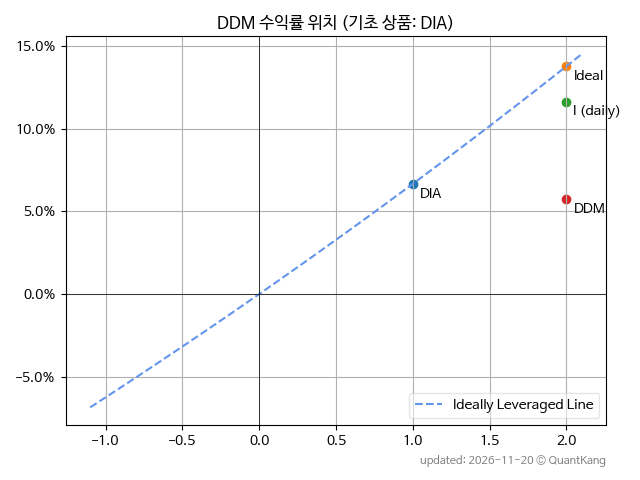 DDM 수익률 위치 (기초 상품: DIA)
15.0%
10.0%
5.0%
0.0%
−5.0%
Ideal
I (daily)
DIA
DDM
Ideally Leveraged Line
−1.0 −0.5 0.0 0.5 1.0 1.5 2.0
updated: 2026-11-20 © QuantKang